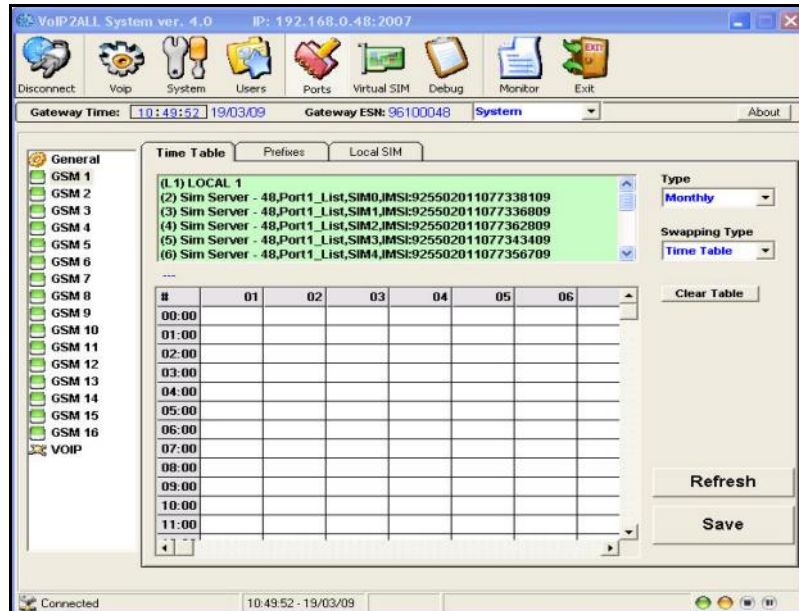 VoIP2ALL System ver. 4.0 IP: 192.168.0.48:2007
Disconnect Voip System Users Ports Virtual SIM Debug Monitor Exit
EXIT
Gateway Time: 10:49:52 19/03/09 Gateway ESN: 96100048 System About
General
GSM 1
GSM 2
GSM 3
GSM 4
GSM 5
GSM 6
GSM 7
GSM 8
GSM 9
GSM 10
GSM 11
GSM 12
GSM 13
GSM 14
GSM 15
GSM 16
VOIP
Time Table Prefixes Local SIM
(L1) LOCAL 1
(2) Sim Server - 48,Port1_List,SIM0,IMSI:925502011077338109
(3) Sim Server - 48,Port1_List,SIM1,IMSI:925502011077336809
(4) Sim Server - 48,Port1_List,SIM2,IMSI:925502011077362809
(5) Sim Server - 48,Port1_List,SIM3,IMSI:925502011077343409
(6) Sim Server - 48,Port1_List,SIM4,IMSI:925502011077356709
---
# 01 02 03 04 05 06
00:00
01:00
02:00
03:00
04:00
05:00
06:00
07:00
08:00
09:00
10:00
11:00
Type
Monthly
Swapping Type
Time Table
Clear Table
Refresh
Save
Connected 10:49:52 - 19/03/09